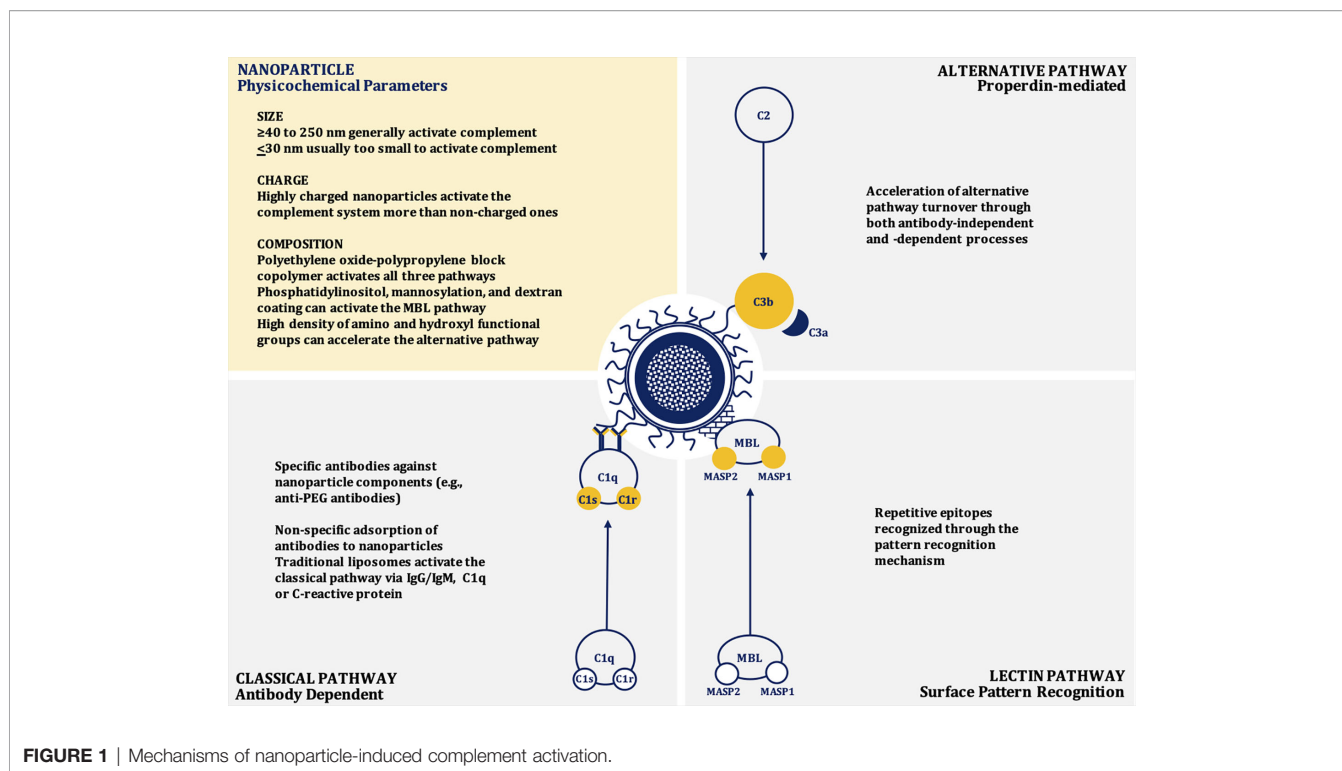 NANOPARTICLE
Physicochemical Parameters
SIZE
≥40 to 250 nm generally activate complement
<30 nm usually too small to activate complement
CHARGE
Highly charged nanoparticles activate the
complement system more than non-charged ones
COMPOSITION
Polyethylene oxide-polypropylene block
copolymer activates all three pathways
Phosphatidylinositol, mannosylation, and dextran
coating can activate the MBL pathway
High density of amino and hydroxyl functional
groups can accelerate the alternative pathway
ALTERNATIVE PATHWAY
Properdin-mediated
C2
Acceleration of alternative
pathway turnover through
both antibody-independent
and -dependent processes
C3b
C3a
Specific antibodies against
nanoparticle components (e.g.,
anti-PEG antibodies)
Non-specific adsorption of
antibodies to nanoparticles
Traditional liposomes activate the
classical pathway via IgG/IgM, C1q
or C-reactive protein
C1q
C1s C1r
C1q
C1s C1r
CLASSICAL PATHWAY
Antibody Dependent
MBL
MASP2 MASP1
Repetitive epitopes
recognized through the
pattern recognition
mechanism
MBL
MASP2 MASP1
LECTIN PATHWAY
Surface Pattern Recognition
FIGURE 1 | Mechanisms of nanoparticle-induced complement activation.